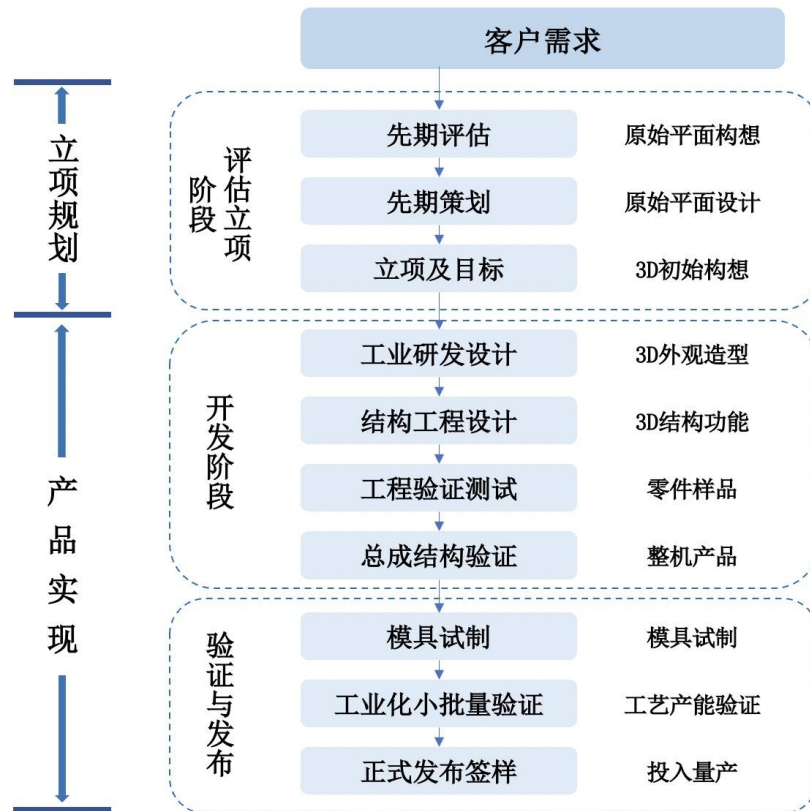 客户需求
立项规划
评估立项
阶段
先期评估
原始平面构想
先期策划
原始平面设计
立项及目标
3D初始构想
产品实现
开发阶段
工业研发设计
3D外观造型
结构工程设计
3D结构功能
工程验证测试
零件样品
总成结构验证
整机产品
验证与发布
模具试制
模具试制
工业化小批量验证
工艺产能验证
正式发布签样
投入量产